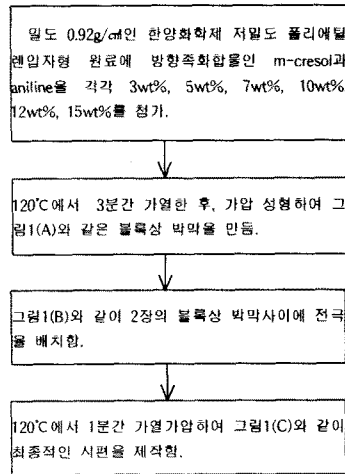 밀도 0.92g/㎖인 한양화학제 저밀도 폴리에틸
렌입자형 원료에 방향족화합물인 m-cresol과
aniline을 각각 3wt%, 5wt%, 7wt%, 10wt%
12wt%, 15wt%를 첨가.
120℃에서 3분간 가열한 후, 가압 성형하여 그
림1(A)와 같은 블록상 박막을 만듬.
그림1(B)와 같이 2장의 블록상 박막사이에 전극
을 배치함.
120℃에서 1분간 가열가압하여 그림1(C)와 같이
최종적인 시편을 제작함.